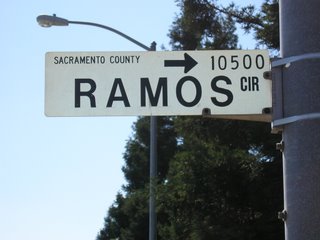 SACRAMENTO COUNTY → 10500
RAMOS CIR